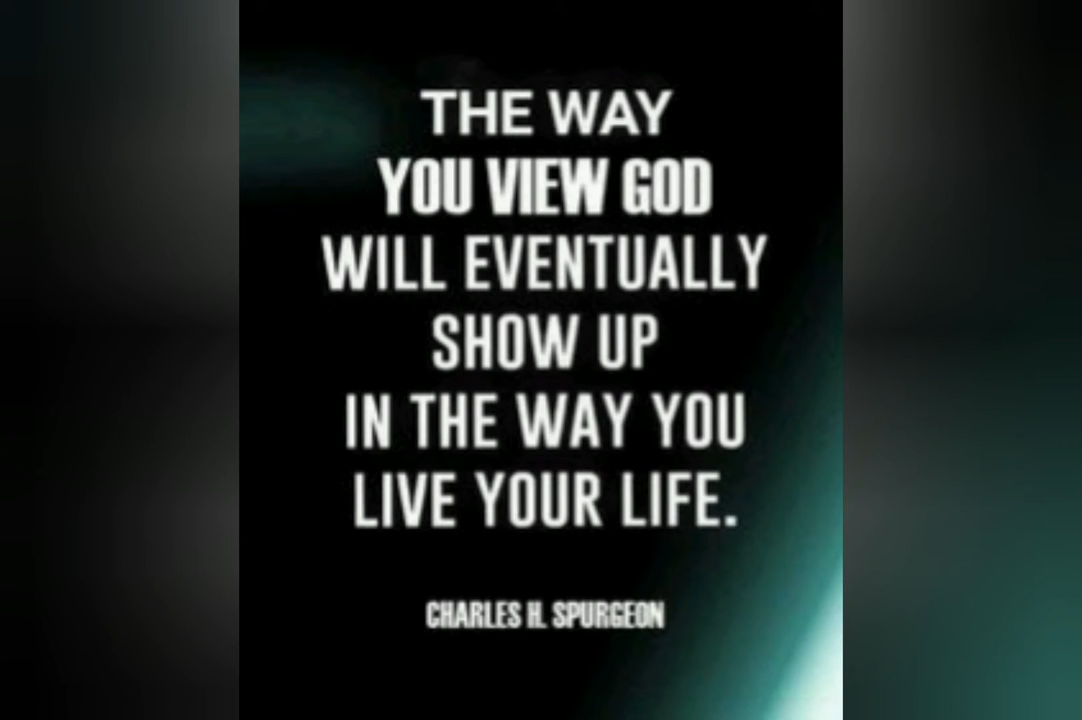 THE WAY
YOU VIEW GOD
WILL EVENTUALLY
SHOW UP
IN THE WAY YOU
LIVE YOUR LIFE.
CHARLES H. SPURGEON